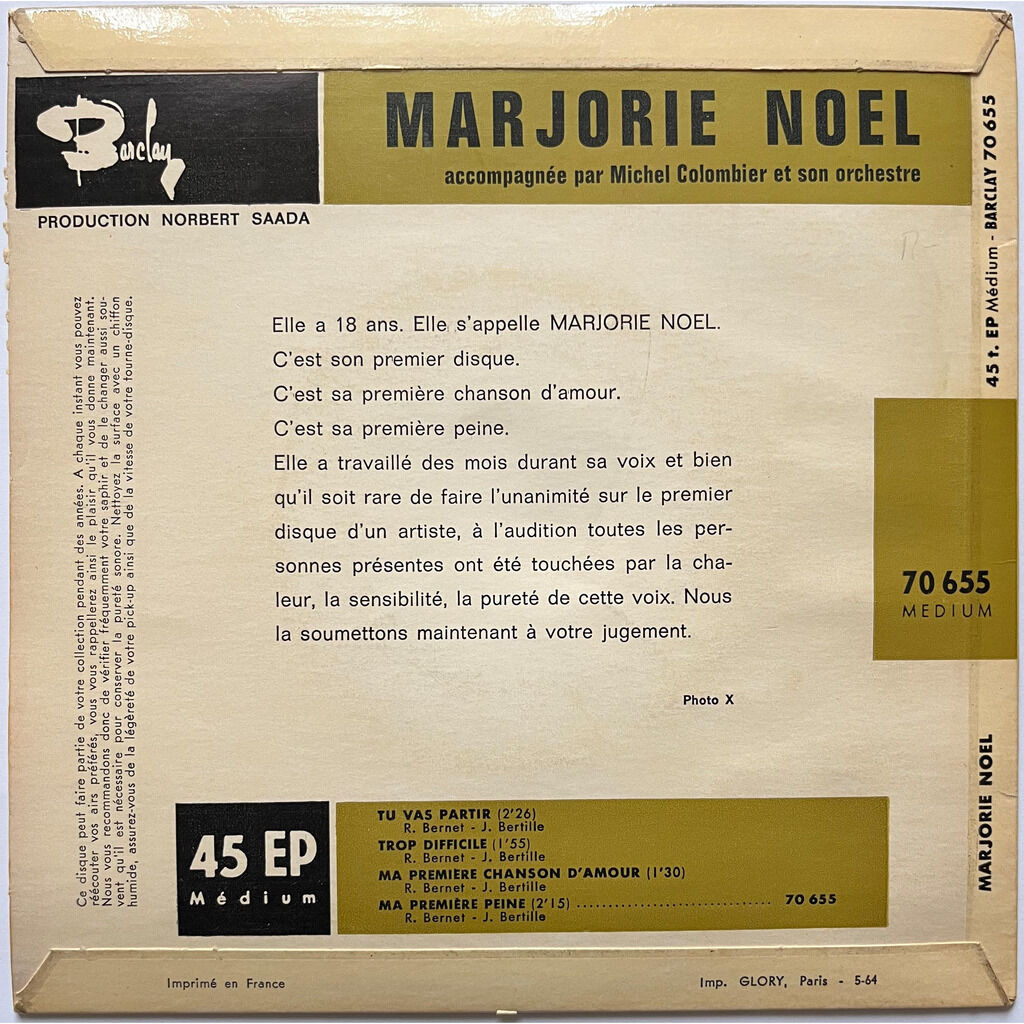 Barclay
MARJORIE NOEL
accompagnée par Michel Colombier et son orchestre
PRODUCTION NORBERT SAADA
Elle a 18 ans. Elle s'appelle MARJORIE NOEL.
C'est son premier disque.
C'est sa première chanson d'amour.
C'est sa première peine.
Elle a travaillé des mois durant sa voix et bien
qu'il soit rare de faire l'unanimité sur le premier
disque d'un artiste, à l'audition toutes les per-
sonnes présentes ont été touchées par la cha-
leur, la sensibilité, la pureté de cette voix. Nous
la soumettons maintenant à votre jugement.
Photo X
Ce disque peut faire partie de votre collection pendant des années. A chaque instant vous pouvez
réécouter vos airs préférés, vous vous rappellerez ainsi le plaisir qu'il vous donne maintenant.
Nous vous recommandons donc de vérifier fréquemment votre saphir et de le changer aussi sou-
vent qu'il est nécessaire pour conserver la pureté sonore. Nettoyez la surface avec un chiffon
humide, assurez-vous de la légèreté de votre pick-up ainsi que de la vitesse de votre tourne-disque.
45 t. EP Médium - BARCLAY 70 655
70 655
MEDIUM
MARJORIE NOEL
45 EP
Médium
TU VAS PARTIR (2'26)
R. Bernet - J. Bertille
TROP DIFFICILE (1'55)
R. Bernet - J. Bertille
MA PREMIÈRE CHANSON D'AMOUR (1'30)
R. Bernet - J. Bertille
MA PREMIÈRE PEINE (2'15) .............................. 70 655
R. Bernet - J. Bertille
Imprimé en France
Imp. GLORY, Paris - 5-64